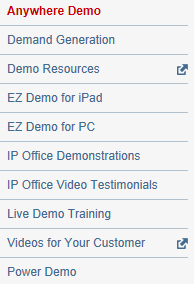 Anywhere Demo
Demand Generation
Demo Resources
EZ Demo for iPad
EZ Demo for PC
IP Office Demonstrations
IP Office Video Testimonials
Live Demo Training
Videos for Your Customer
Power Demo